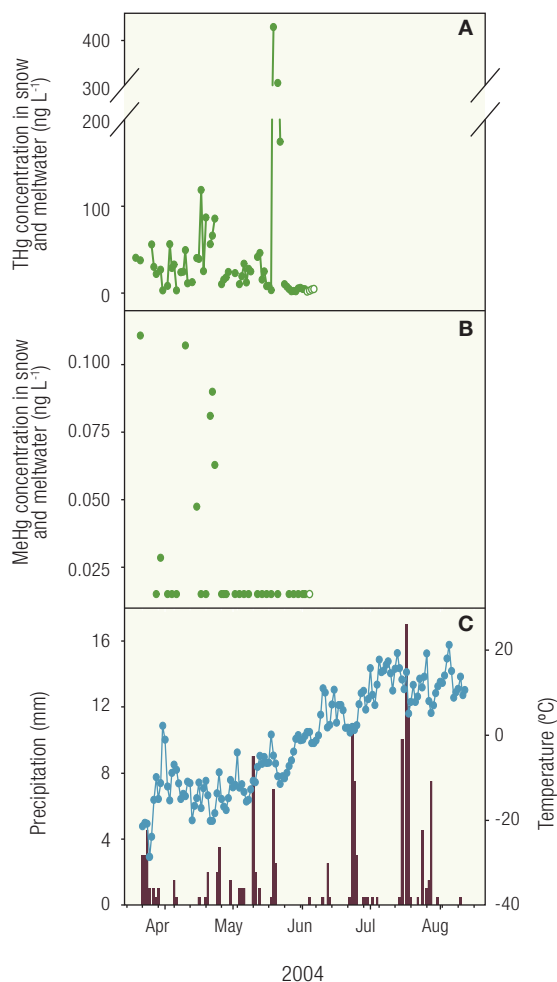 A
400
300
200
100
0
THg concentration in snow
and meltwater (ng L-1)
B
0.100
0.075
0.050
0.025
MeHg concentration in snow
and meltwater (ng L-1)
C
16
12
8
4
0
Precipitation (mm)
20
0
-20
-40
Temperature (ºC)
Apr May Jun Jul Aug
2004